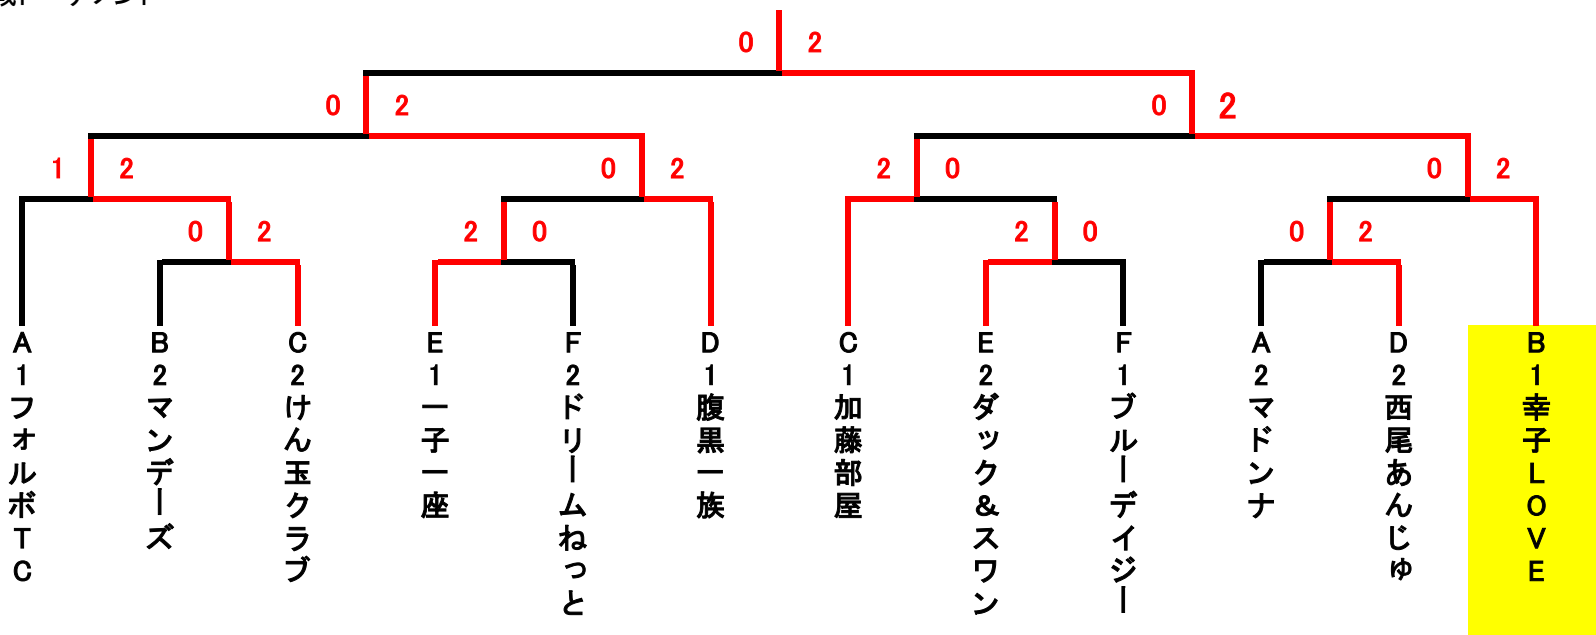 0 2
0 2
0 2
1 2
0 2
2 0
0 2
0 2
2 0
2 0
0 2
A1フォルボTC
B2マンデーズ
C2けん玉クラブ
E1一子一座
F2ドリームねっと
D1腹黒一族
C1加藤部屋
E2ダック&スワン
F1ブルーデイジー
A2マドンナ
D2西尾あんじゅ
B1幸子LOVE